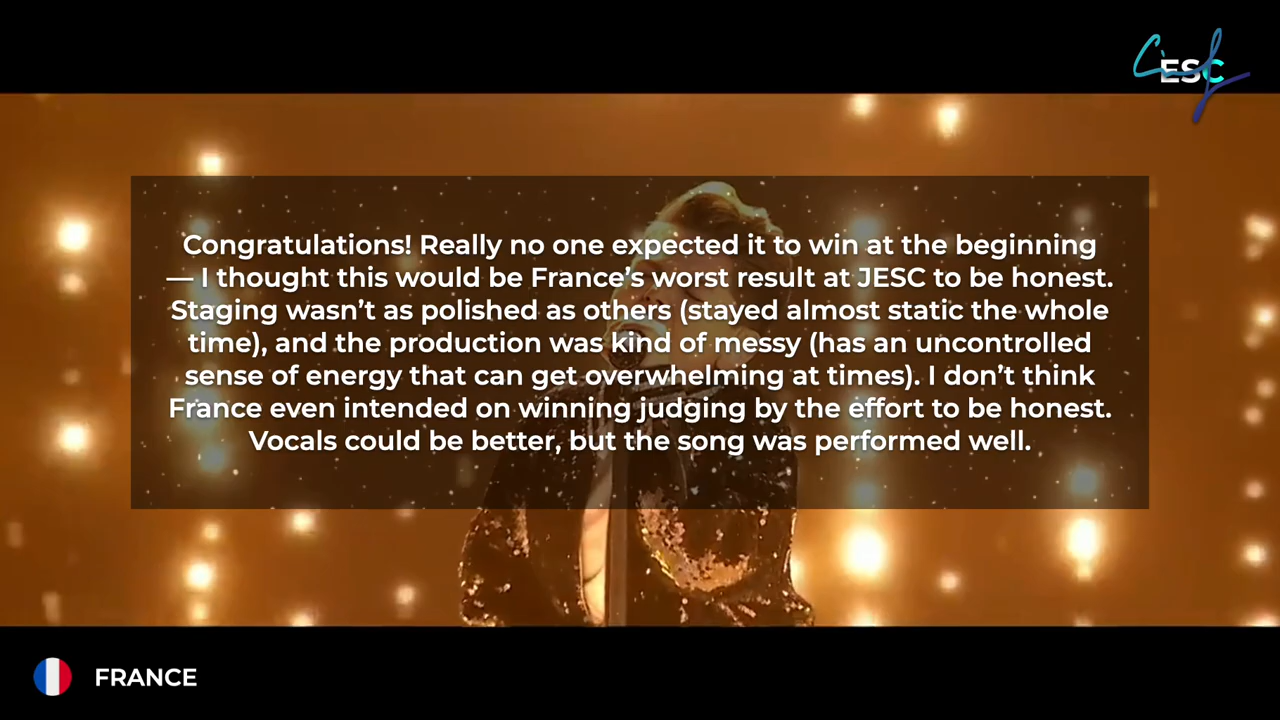 ESC
Congratulations! Really no one expected it to win at the beginning
— I thought this would be France’s worst result at JESC to be honest.
Staging wasn’t as polished as others (stayed almost static the whole
time), and the production was kind of messy (has an uncontrolled
sense of energy that can get overwhelming at times). I don’t think
France even intended on winning judging by the effort to be honest.
Vocals could be better, but the song was performed well.
FRANCE